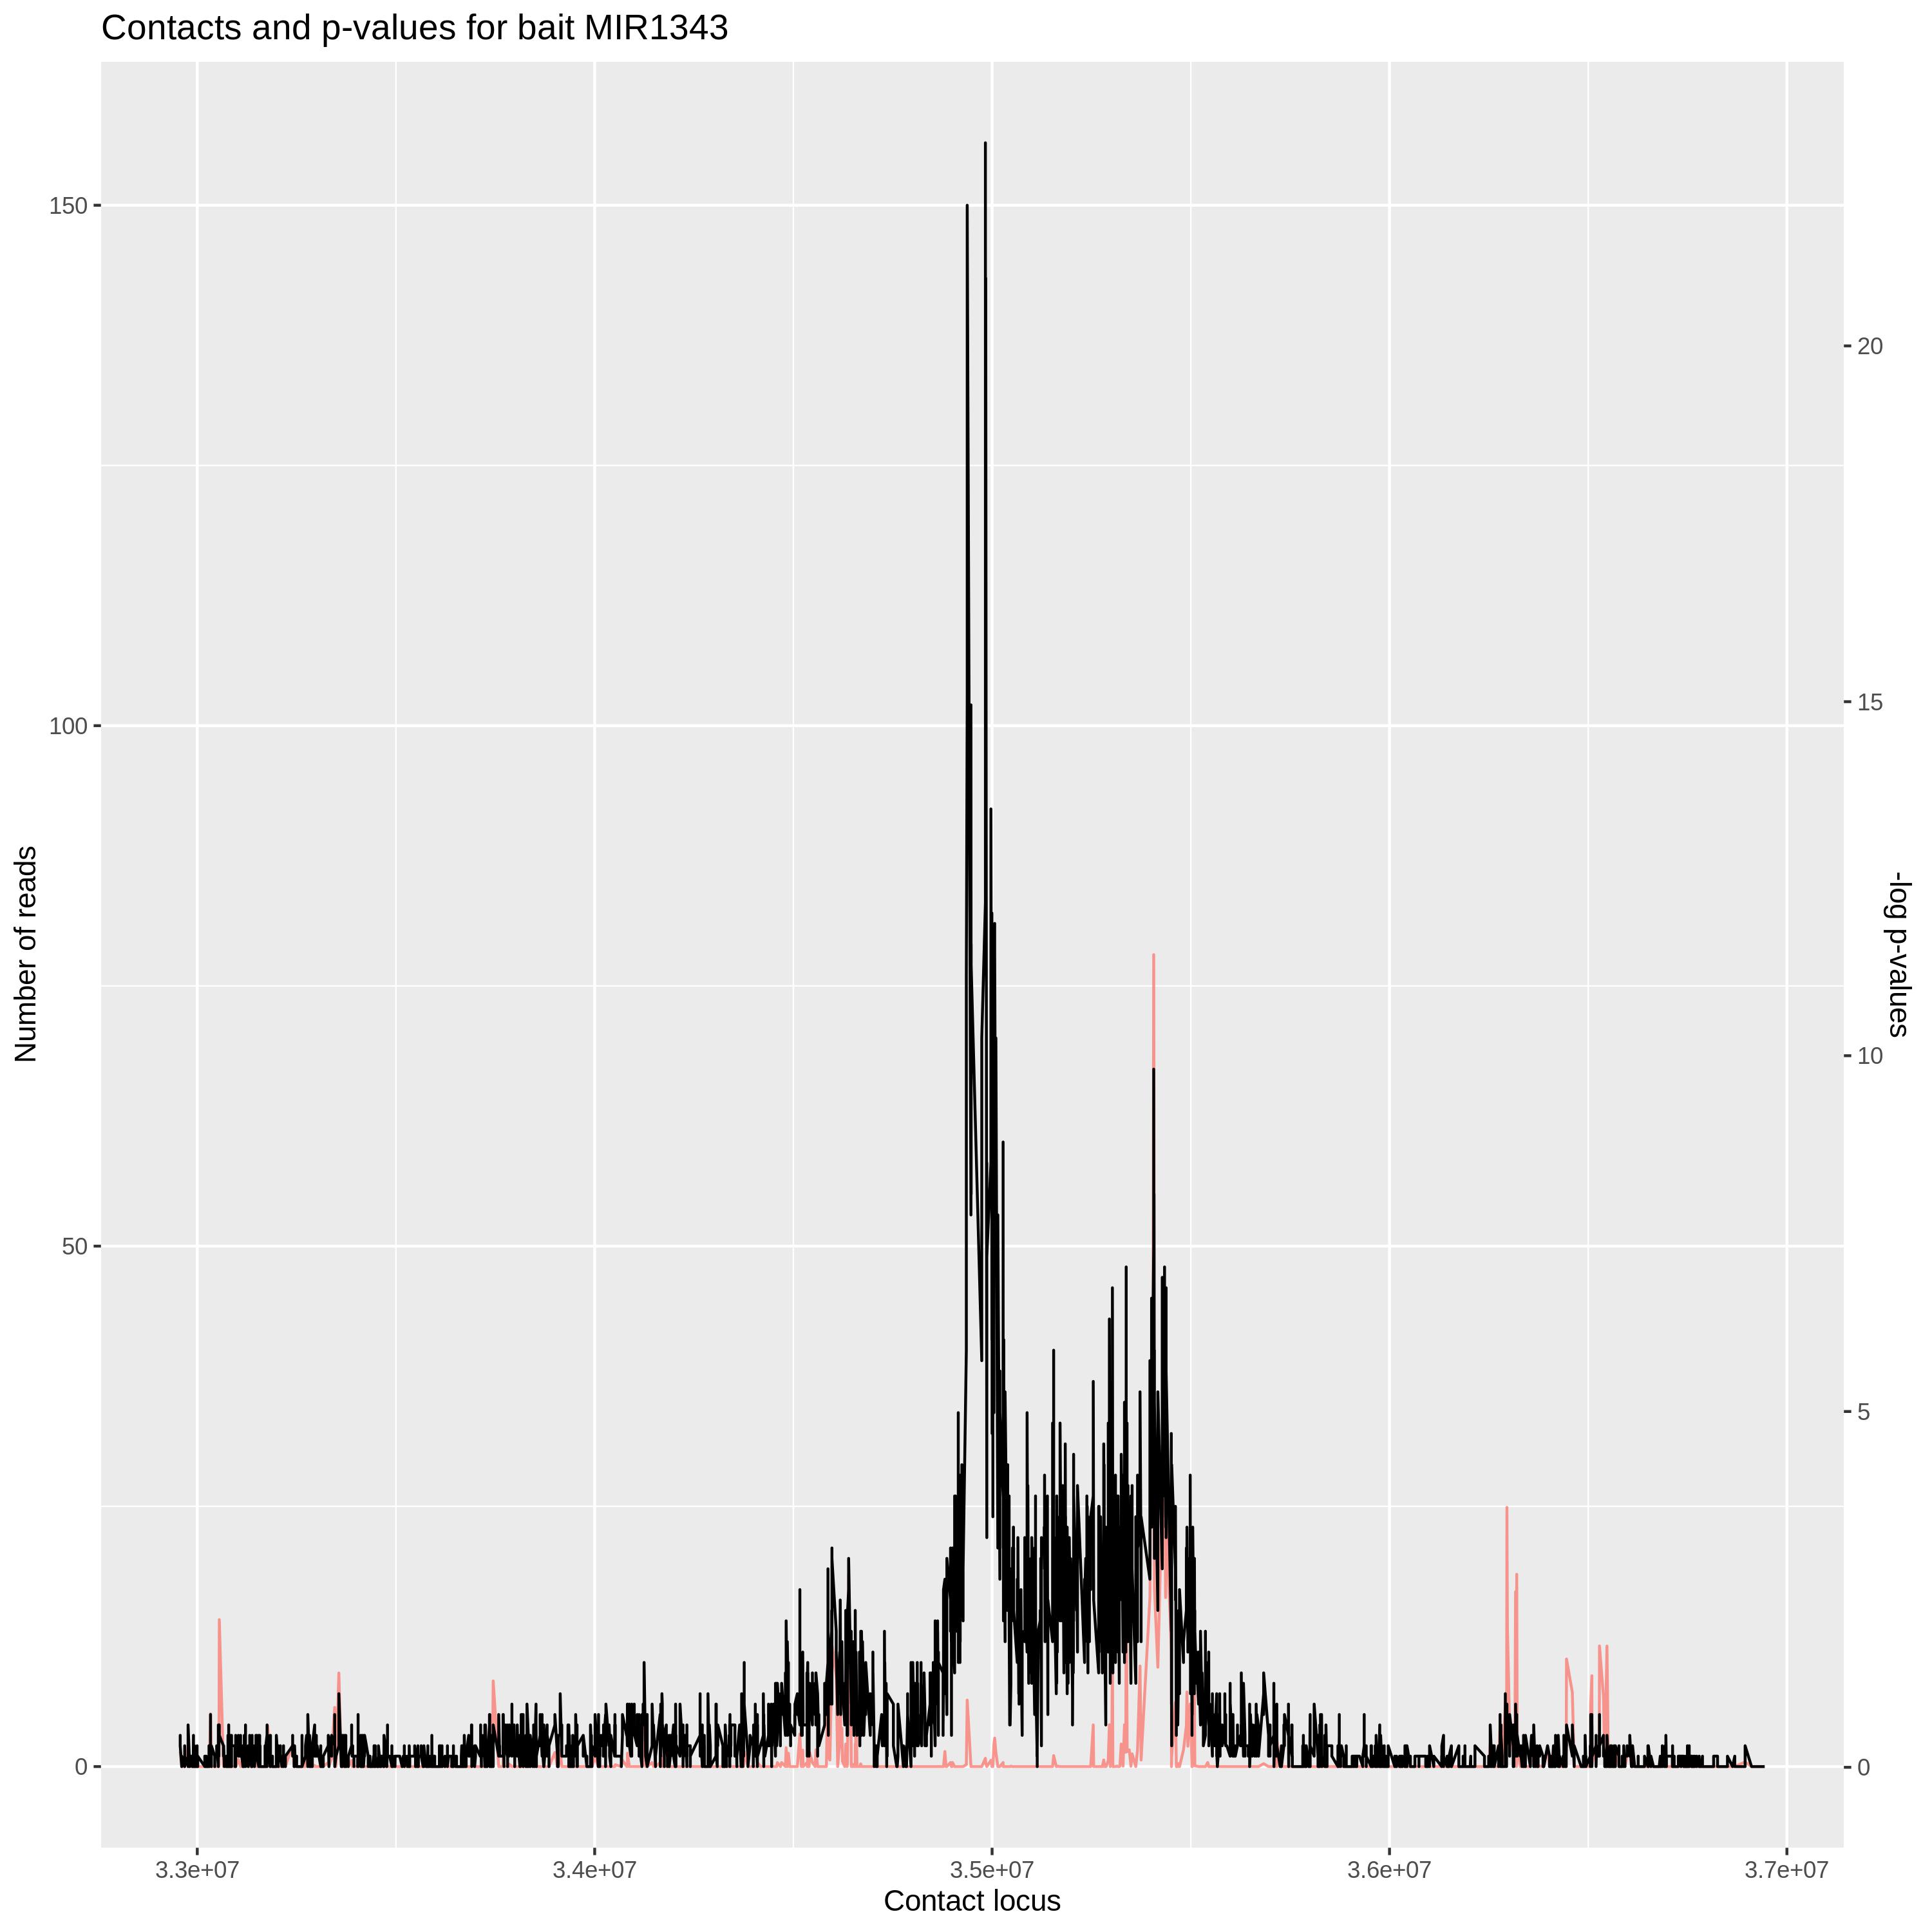 Contacts and p-values for bait MIR1343
150
100
50
0
Number of reads
20
15
10
5
0
-log p-values
3.3e+07 3.4e+07 3.5e+07 3.6e+07 3.7e+07
Contact locus